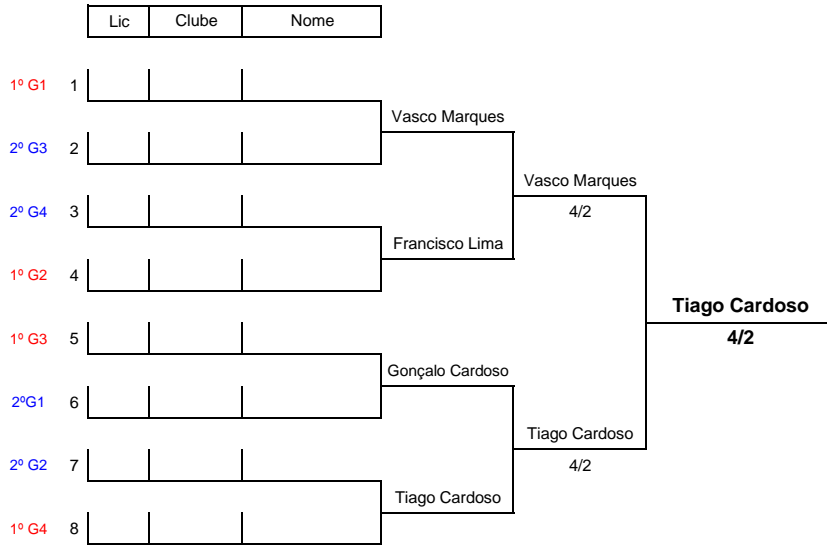 Lic Clube Nome
1º G1 1
Vasco Marques
2º G3 2
Vasco Marques
2º G4 3 4/2
Francisco Lima
1º G2 4
Tiago Cardoso
1º G3 5 4/2
Gonçalo Cardoso
2ºG1 6
Tiago Cardoso
2º G2 7 4/2
Tiago Cardoso
1º G4 8